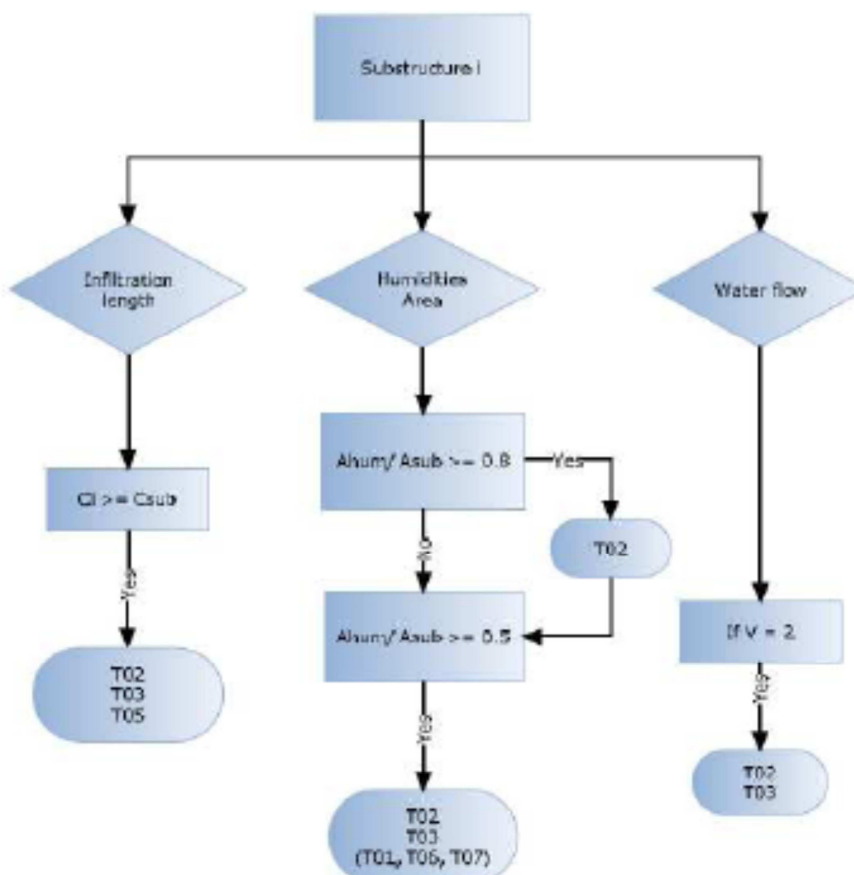 Substructure i
Infiltration
length
Humidities
Area
Water flow
Ahum/ Asub >= 0.8
Yes
CI >= Csub
T02
No
Yes
Ahum/ Asub >= 0.5
If V = 2
T02
T03
T05
Yes
Yes
T02
T03
T02
T03
(T01, T06, T07)